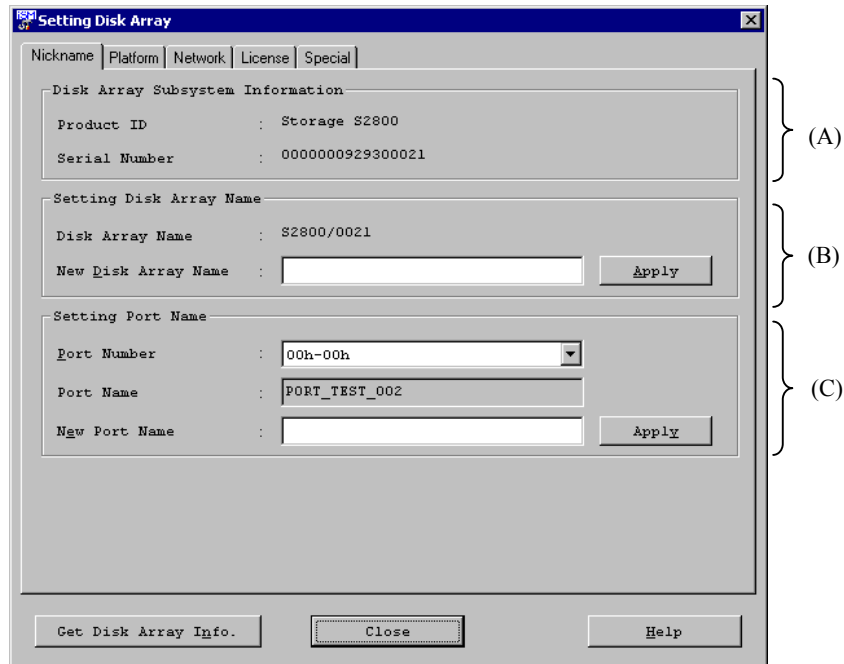 iSM Setting Disk Array
Nickname Platform Network License Special
Disk Array Subsystem Information
Product ID : Storage S2800
Serial Number : 0000000929300021
(A)
Setting Disk Array Name
Disk Array Name : S2800/0021
New Disk Array Name : Apply
(B)
Setting Port Name
Port Number : 00h-00h
Port Name : PORT_TEST_002
(C)
New Port Name : Apply
Get Disk Array Info. Close Help